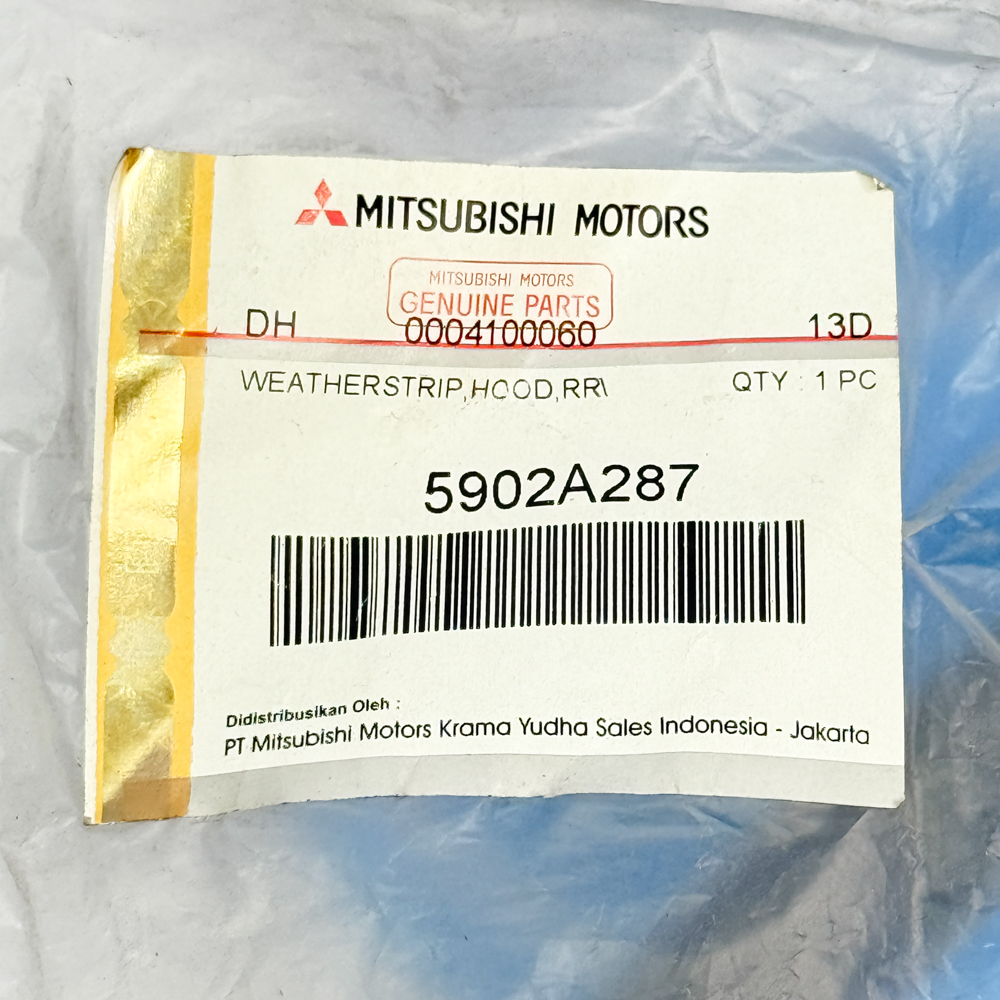 MITSUBISHI MOTORS
MITSUBISHI MOTORS
GENUINE PARTS
DH 0004100060 13D
WEATHERSTRIP,HOOD,RR\ QTY : 1 PC
5902A287
Didistribusikan Oleh :
PT Mitsubishi Motors Krama Yudha Sales Indonesia - Jakarta